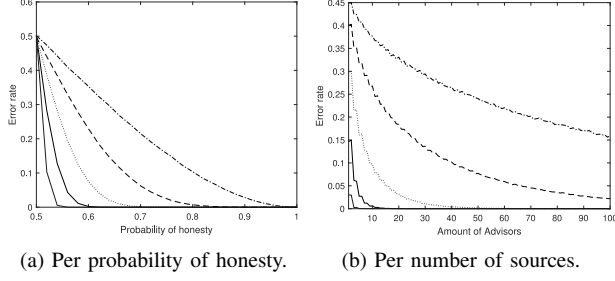 0.6
0.5
0.4
0.3
0.2
0.1
0
Error rate
0.5 0.6 0.7 0.8 0.9 1
Probability of honesty
(a) Per probability of honesty.
0.45
0.4
0.35
0.3
0.25
0.2
0.15
0.1
0.05
0
Error rate
10 20 30 40 50 60 70 80 90 100
Amount of Advisors
(b) Per number of sources.